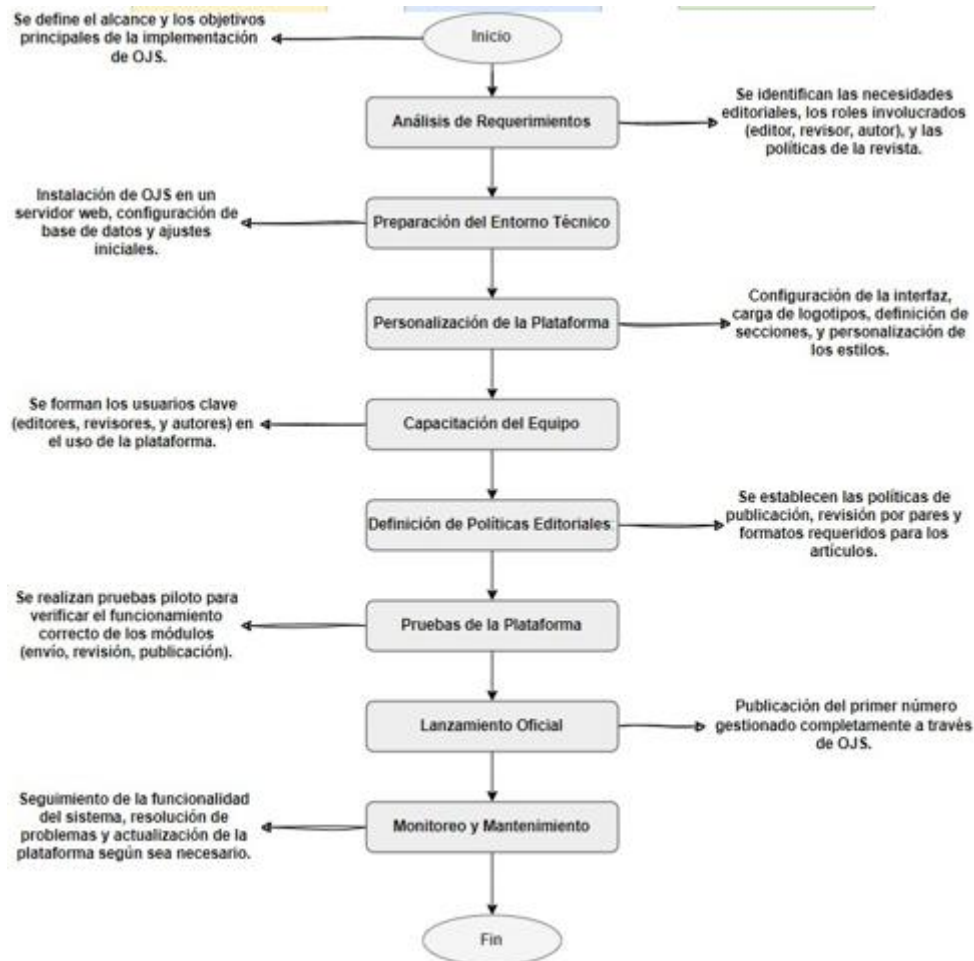 Se define el alcance y los objetivos
principales de la implementación
de OJS.
Inicio
Análisis de Requerimientos
Se identifican las necesidades
editoriales, los roles involucrados
(editor, revisor, autor), y las
políticas de la revista.
Instalación de OJS en un
servidor web, configuración de
base de datos y ajustes
iniciales.
Preparación del Entorno Técnico
Personalización de la Plataforma
Configuración de la interfaz,
carga de logotipos, definición de
secciones, y personalización de
los estilos.
Se forman los usuarios clave
(editores, revisores, y autores) en
el uso de la plataforma.
Capacitación del Equipo
Definición de Políticas Editoriales
Se establecen las políticas de
publicación, revisión por pares y
formatos requeridos para los
artículos.
Se realizan pruebas piloto para
verificar el funcionamiento
correcto de los módulos
(envío, revisión, publicación).
Pruebas de la Plataforma
Lanzamiento Oficial
Publicación del primer número
gestionado completamente a través
de OJS.
Seguimiento de la funcionalidad
del sistema, resolución de
problemas y actualización de la
plataforma según sea necesario.
Monitoreo y Mantenimiento
Fin